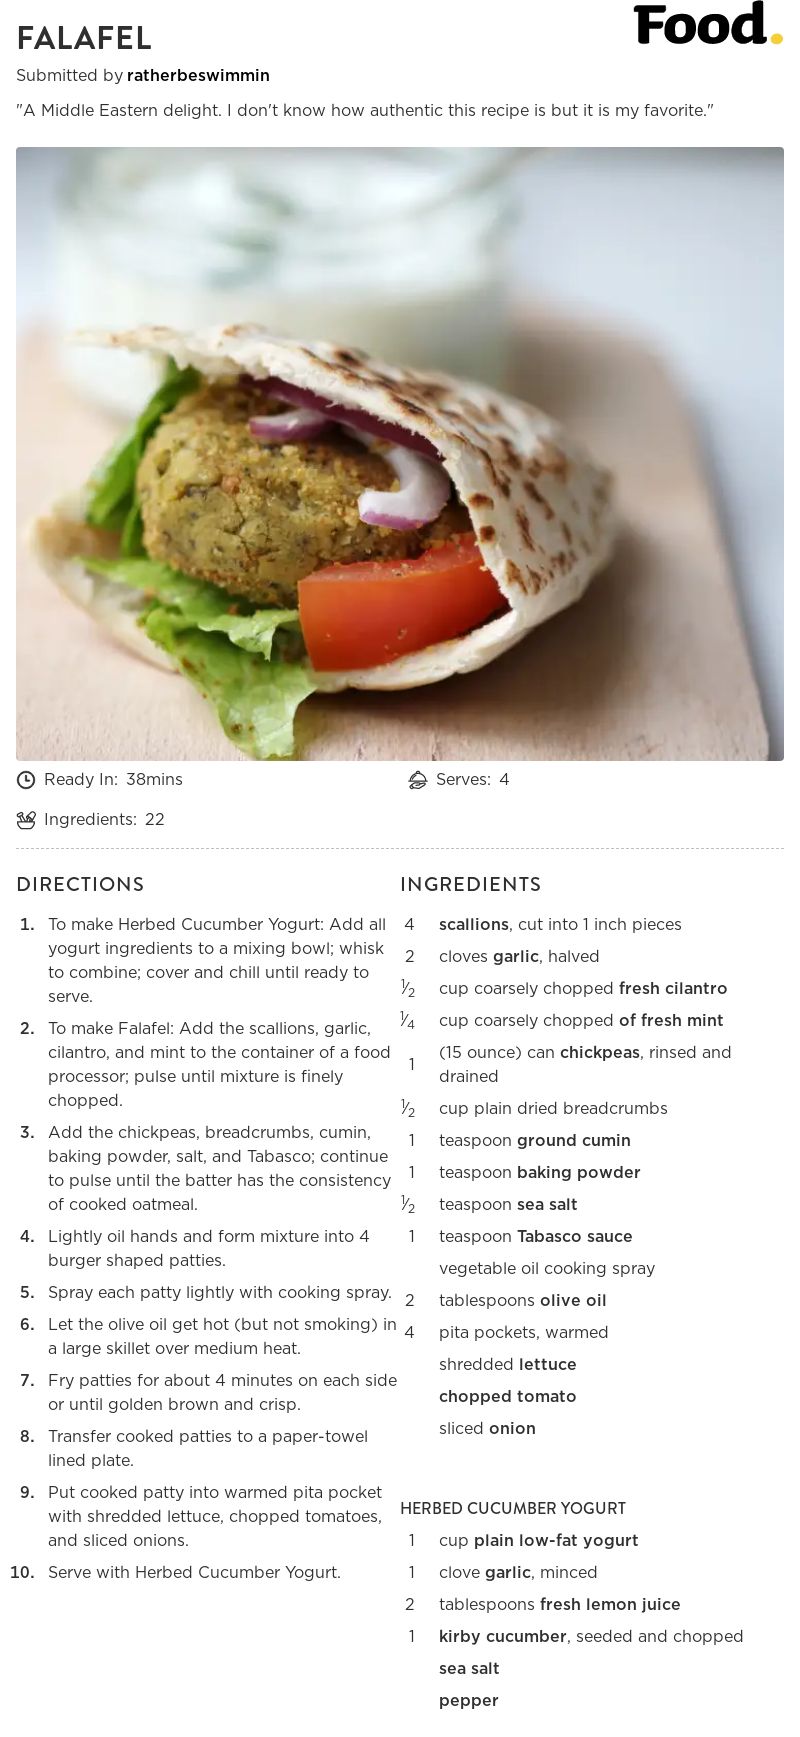 FALAFEL
Food.
Submitted by ratherbeswimmin
"A Middle Eastern delight. I don't know how authentic this recipe is but it is my favorite."
Ready In: 38mins
Serves: 4
Ingredients: 22
DIRECTIONS
1. To make Herbed Cucumber Yogurt: Add all
yogurt ingredients to a mixing bowl; whisk
to combine; cover and chill until ready to
serve.
2. To make Falafel: Add the scallions, garlic,
cilantro, and mint to the container of a food
processor; pulse until mixture is finely
chopped.
3. Add the chickpeas, breadcrumbs, cumin,
baking powder, salt, and Tabasco; continue
to pulse until the batter has the consistency
of cooked oatmeal.
4. Lightly oil hands and form mixture into 4
burger shaped patties.
5. Spray each patty lightly with cooking spray.
6. Let the olive oil get hot (but not smoking) in
a large skillet over medium heat.
7. Fry patties for about 4 minutes on each side
or until golden brown and crisp.
8. Transfer cooked patties to a paper-towel
lined plate.
9. Put cooked patty into warmed pita pocket
with shredded lettuce, chopped tomatoes,
and sliced onions.
10. Serve with Herbed Cucumber Yogurt.
INGREDIENTS
4 scallions, cut into 1 inch pieces
2 cloves garlic, halved
1⁄2 cup coarsely chopped fresh cilantro
1⁄4 cup coarsely chopped of fresh mint
1 (15 ounce) can chickpeas, rinsed and
drained
1⁄2 cup plain dried breadcrumbs
1 teaspoon ground cumin
1 teaspoon baking powder
1⁄2 teaspoon sea salt
1 teaspoon Tabasco sauce
vegetable oil cooking spray
2 tablespoons olive oil
4 pita pockets, warmed
shredded lettuce
chopped tomato
sliced onion
HERBED CUCUMBER YOGURT
1 cup plain low-fat yogurt
1 clove garlic, minced
2 tablespoons fresh lemon juice
1 kirby cucumber, seeded and chopped
sea salt
pepper